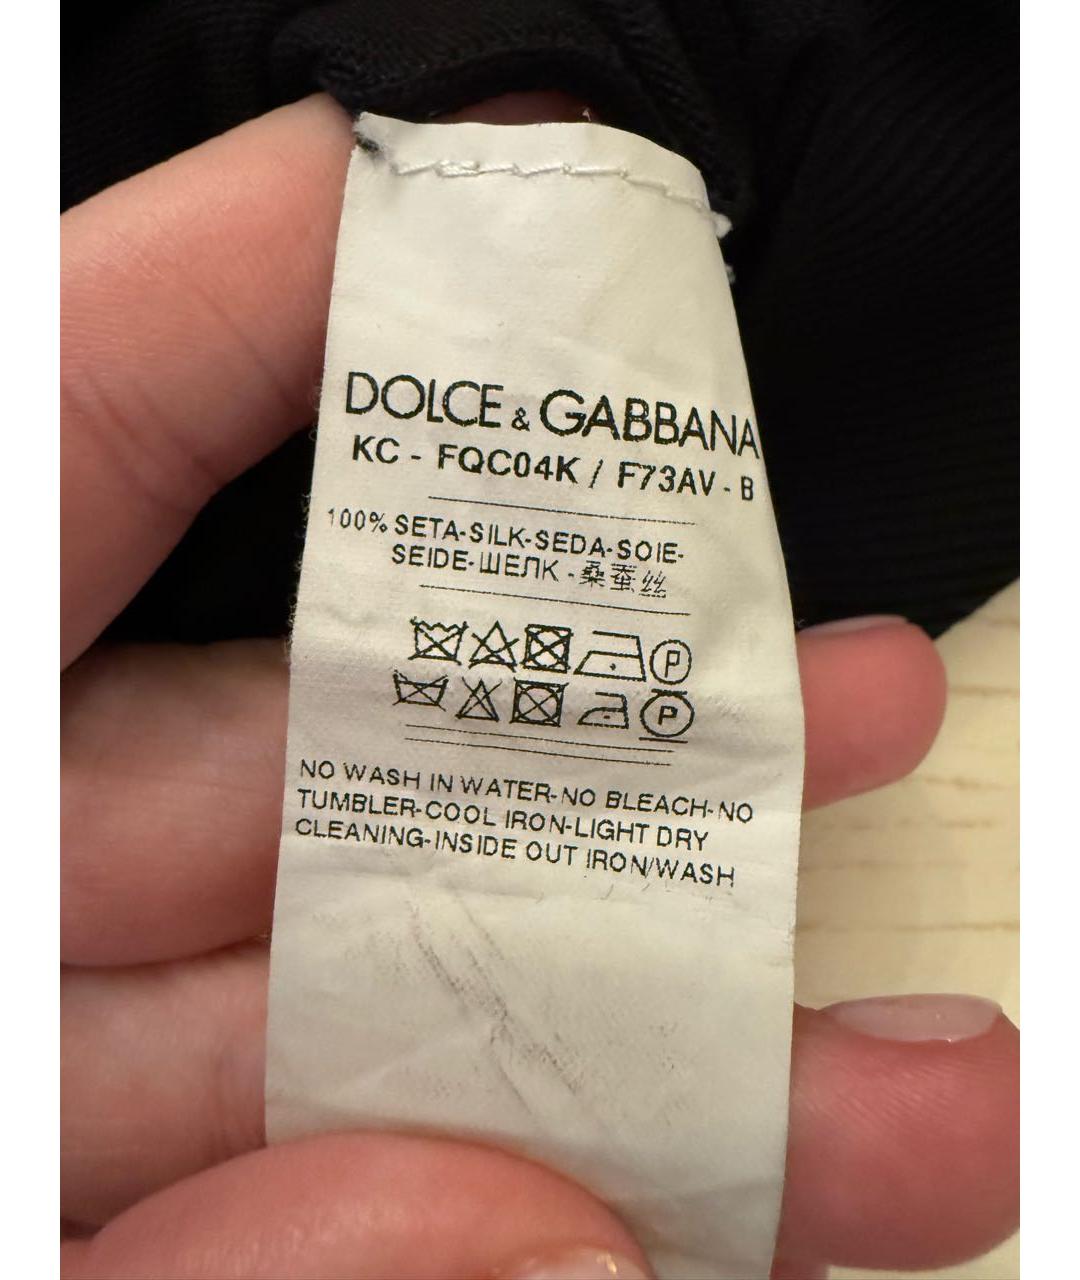 DOLCE & GABBANA
KC - FQC04K / F73AV - B
100% SETA-SILK-SEDA-SOIE-
SEIDE-ШЕЛК-桑蚕丝
P
P
NO WASH IN WATER-NO BLEACH-NO
TUMBLER-COOL IRON-LIGHT DRY
CLEANING-INSIDE OUT IRON/WASH